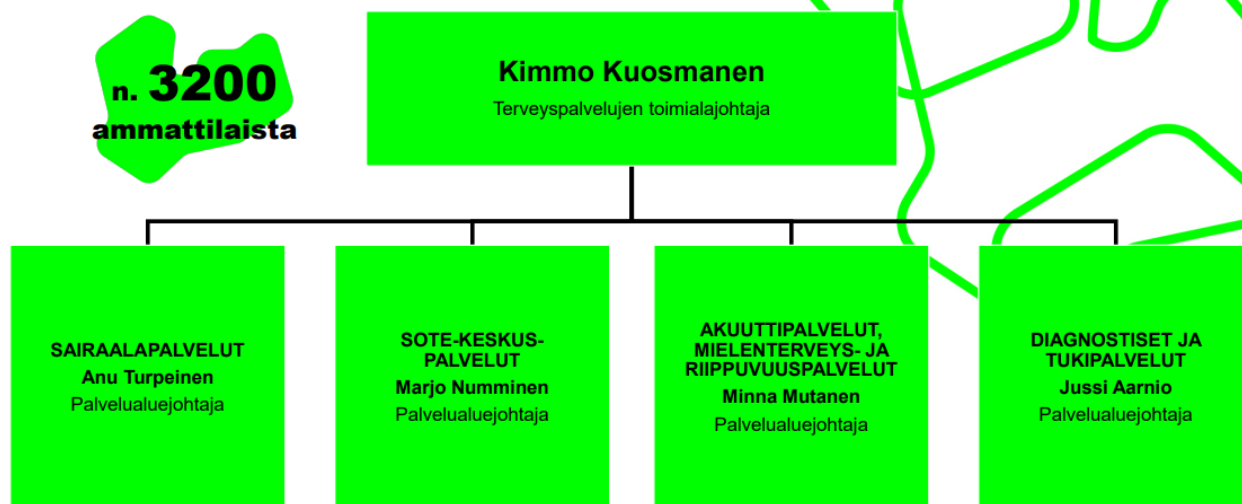 n. 3200
ammattilaista
Kimmo Kuosmanen
Terveyspalvelujen toimialajohtaja
SAIRAALAPALVELUT
Anu Turpeinen
Palvelualuejohtaja
SOTE-KESKUS-
PALVELUT
Marjo Numminen
Palvelualuejohtaja
AKUUTTIPALVELUT,
MIELENTERVEYS- JA
RIIPPUVUUSPALVELUT
Minna Mutanen
Palvelualuejohtaja
DIAGNOSTISET JA
TUKIPALVELUT
Jussi Aarnio
Palvelualuejohtaja